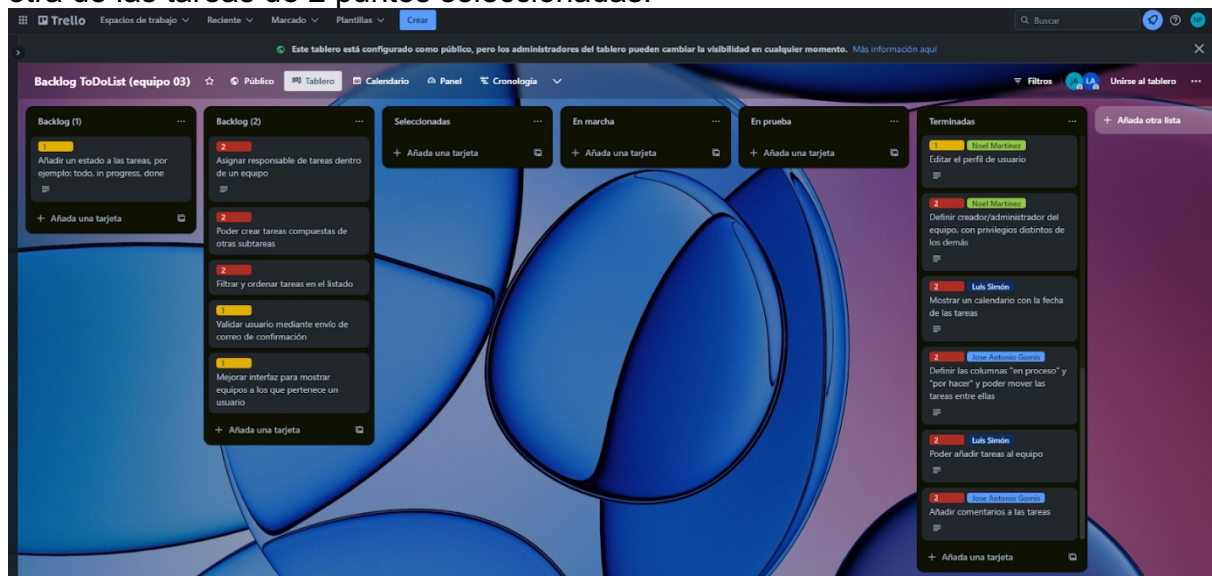 otra de las tareas de 2 puntos seleccionadas.
Trello
Espacios de trabajo
Reciente
Marcado
Plantillas
Crear
Buscar
Este tablero está configurado como público, pero los administradores del tablero pueden cambiar la visibilidad en cualquier momento. Más información aquí
Backlog ToDoList (equipo 03)
Público
Tablero
Calendario
Panel
Cronología
Filtros
JA
LA
Unirse al tablero
Backlog (1)
1
Añadir un estado a las tareas, por
ejemplo: todo, in progress, done
+ Añada una tarjeta
Backlog (2)
2
Asignar responsable de tareas dentro
de un equipo
2
Poder crear tareas compuestas de
otras subtareas
2
Filtrar y ordenar tareas en el listado
1
Validar usuario mediante envío de
correo de confirmación
1
Mejorar interfaz para mostrar
equipos a los que pertenece un
usuario
+ Añada una tarjeta
Seleccionadas
+ Añada una tarjeta
En marcha
+ Añada una tarjeta
En prueba
+ Añada una tarjeta
Terminadas
1 Noel Martínez
Editar el perfil de usuario
2 Noel Martínez
Definir creador/administrador del
equipo, con privilegios distintos de
los demás
2 Luis Simón
Mostrar un calendario con la fecha
de las tareas
2 Jose Antonio Gomis
Definir las columnas "en proceso" y
"por hacer" y poder mover las
tareas entre ellas
2 Luis Simón
Poder añadir tareas al equipo
2 Jose Antonio Gomis
Añadir comentarios a las tareas
+ Añada una tarjeta
+ Añada otra lista